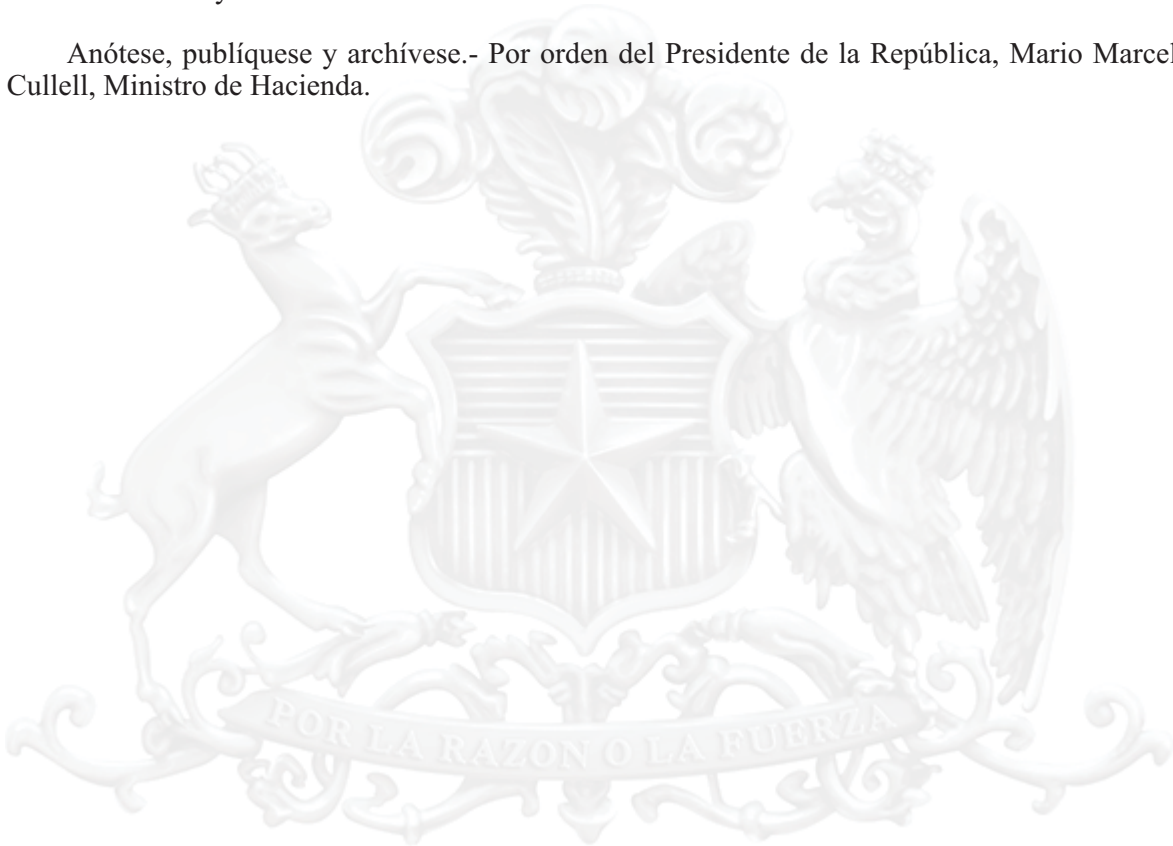 Anótese, publíquese y archívese.- Por orden del Presidente de la República, Mario Marcel
Cullell, Ministro de Hacienda.
POR LA RAZON O LA FUERZA